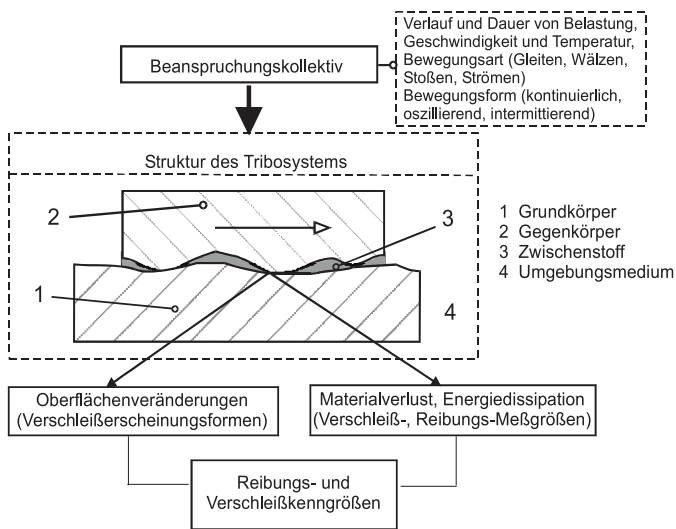 Verlauf und Dauer von Belastung,
Geschwindigkeit und Temperatur,
Bewegungsart (Gleiten, Wälzen,
Stoßen, Strömen)
Bewegungsform (kontinuierlich,
oszillierend, intermittierend)
Beanspruchungskollektiv
Struktur des Tribosystems
2
3
1
4
1 Grundkörper
2 Gegenkörper
3 Zwischenstoff
4 Umgebungsmedium
Oberflächenveränderungen
(Verschleißerscheinungsformen)
Materialverlust, Energiedissipation
(Verschleiß-, Reibungs-Meßgrößen)
Reibungs- und
Verschleißkenngrößen